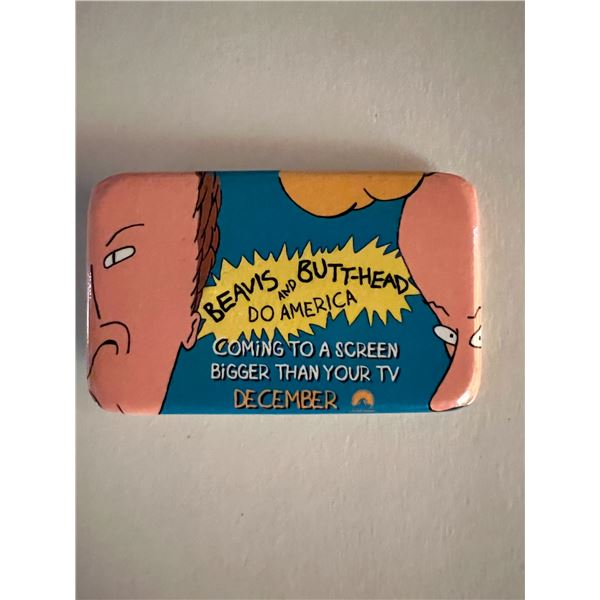 BEAVIS AND BUTT-HEAD
DO AMERICA
COMING TO A SCREEN
BIGGER THAN YOUR TV
DECEMBER